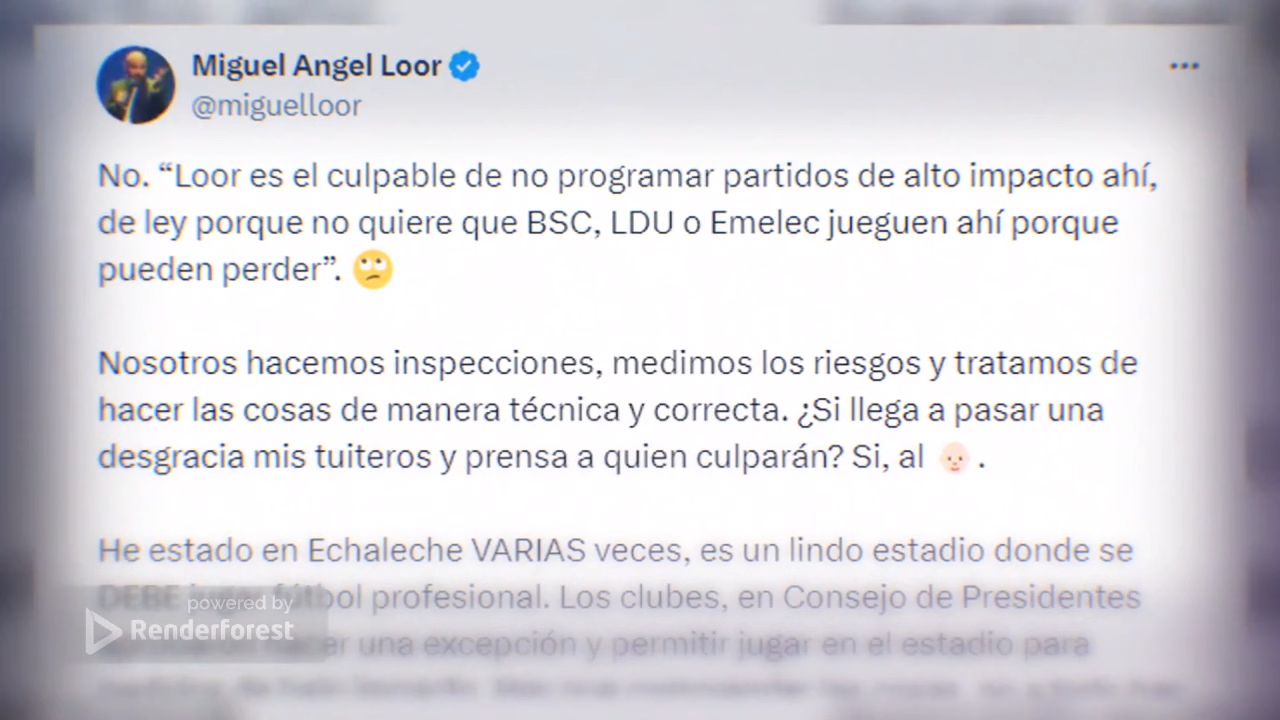 Miguel Angel Loor
@miguelloor
No. “Loor es el culpable de no programar partidos de alto impacto ahí,
de ley porque no quiere que BSC, LDU o Emelec jueguen ahí porque
pueden perder”. 🙄
Nosotros hacemos inspecciones, medimos los riesgos y tratamos de
hacer las cosas de manera técnica y correcta. ¿Si llega a pasar una
desgracia mis tuiteros y prensa a quien culparán? Si, al 👨🏻‍🦲 .
He estado en Echaleche VARIAS veces, es un lindo estadio donde se
DEBE fútbol profesional. Los clubes, en Consejo de Presidentes
hacer una excepción y permitir jugar en el estadio para
powered by
Renderforest